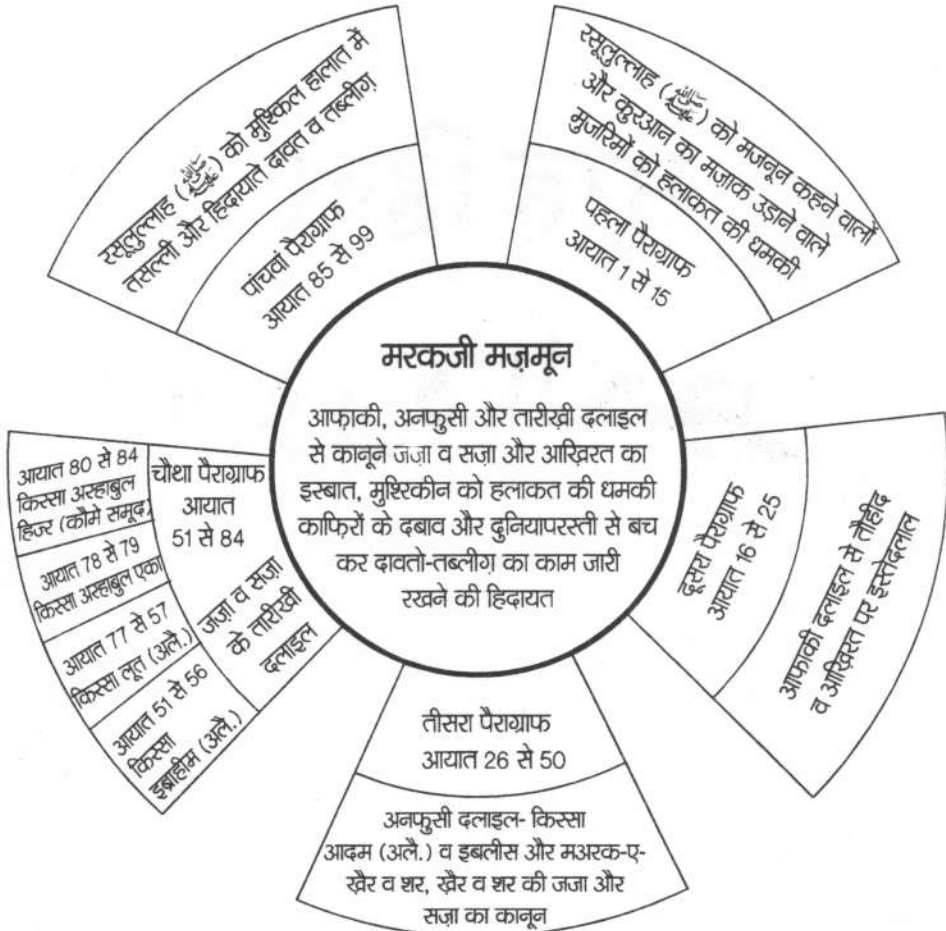 मरकजी मज़मून
आफ़ाकी, अनफुसी और तारीख़ी दलाइल
से कानूने जज़ा व सज़ा और आख़िरत का
इस्बात, मुश्रिकीन को हलाकत की धमकी
काफ़िरों के दबाव और दुनियापरस्ती से बच
कर दावतो-तब्लीग़ का काम जारी
रखने की हिदायत
रसूलुल्लाह (ﷺ) को मजनून कहने वालों
और कुरआन का मज़ाक उड़ाने वाले
मुजरिमों को हलाकत की धमकी
पहला पैराग्राफ
आयात 1 से 15
दूसरा पैराग्राफ
आयात 16 से 25
आफ़ाकी दलाइल से तौहीद
व आख़िरत पर इस्तेदलाल
तीसरा पैराग्राफ
आयात 26 से 50
अनफुसी दलाइल- किस्सा
आदम (अलै.) व इबलीस और मअरक-ए-
ख़ैर व शर, ख़ैर व शर की जजा और
सज़ा का कानून
चौथा पैराग्राफ
आयात
51 से 84
जज़ा व सज़ा
के तारीखी
दलाइल
आयात 80 से 84
किस्सा अस्हाबुल
हिज्र (कौमे समूद)
आयात 78 से 79
किस्सा अस्हाबुल एका
आयात 77 से 57
किस्सा लूत (अलै.)
आयात 51 से 56
किस्सा
इब्राहीम (अलै.)
पांचवां पैराग्राफ
आयात 85 से 99
रसूलुल्लाह (ﷺ) को मुश्किल हालात में
तसल्ली और हिदायाते दावत व तब्लीग़